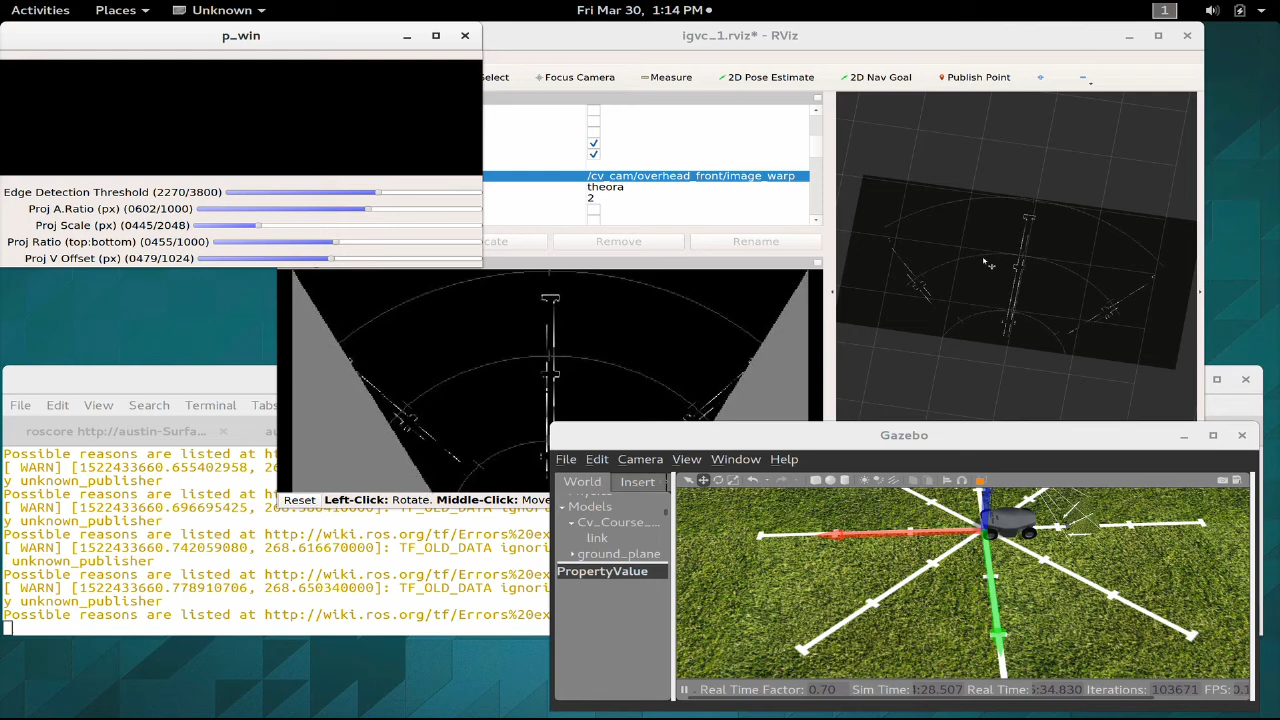 Activities Places Unknown Fri Mar 30, 1:14 PM 1
p_win
igvc_1.rviz* - RViz
Focus Camera Measure 2D Pose Estimate 2D Nav Goal Publish Point
/cv_cam/overhead_front/image_warp
theora
2
Edge Detection Threshold (2270/3800)
Proj A.Ratio (px) (0602/1000)
Proj Scale (px) (0445/2048)
Proj Ratio (top:bottom) (0455/1000)
Proj V Offset (px) (0479/1024)
Remove Rename
File Edit View Search Terminal Tabs
roscore http://austin-Surfa...
Possible reasons are listed at
[ WARN] [1522433660.655402958,
y unknown_publisher
Possible reasons are listed at
[ WARN] [1522433660.696695425,
y unknown_publisher
Possible reasons are listed at http://wiki.ros.org/tf/Errors%20ex
[ WARN] [1522433660.742059080, 268.616670000]: TF_OLD_DATA ignori
unknown_publisher
Possible reasons are listed at http://wiki.ros.org/tf/Errors%20ex
[ WARN] [1522433660.778910706, 268.650340000]: TF_OLD_DATA ignori
y unknown_publisher
Possible reasons are listed at http://wiki.ros.org/tf/Errors%20ex
Reset Left-Click: Rotate. Middle-Click: Move
Gazebo
File Edit Camera View Window Help
World Insert
Models
Cv_Course_...
link
ground_plane
PropertyValue
Real Time Factor: 0.70 Sim Time: :28.507 Real Time: :34.830 Iterations: 103671 FPS: